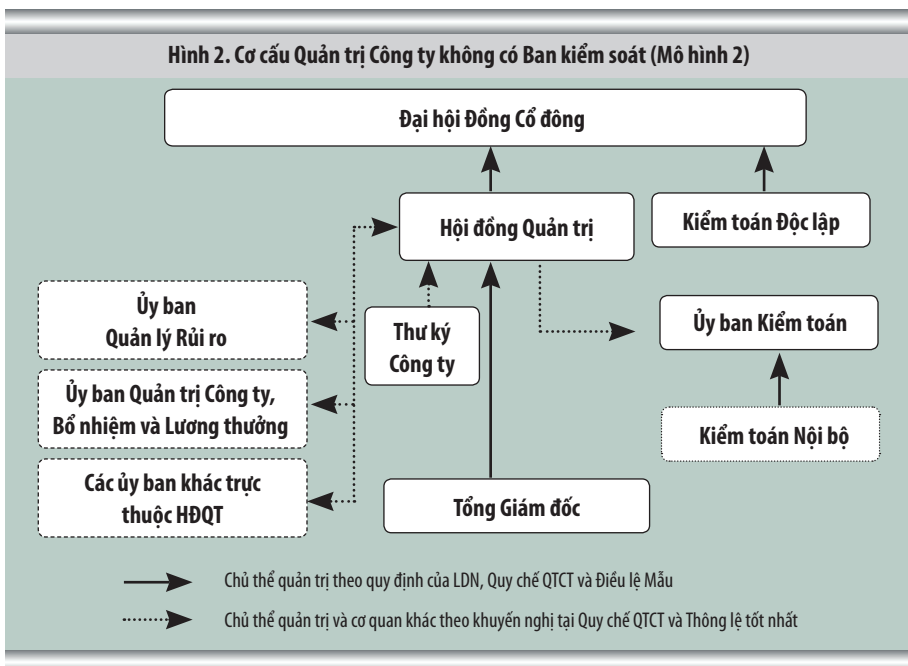 Hình 2. Cơ cấu Quản trị Công ty không có Ban kiểm soát (Mô hình 2)
Đại hội Đồng Cổ đông
Hội đồng Quản trị
Kiểm toán Độc lập
Ủy ban
Quản lý Rủi ro
Thư ký
Công ty
Ủy ban Kiểm toán
Ủy ban Quản trị Công ty,
Bổ nhiệm và Lương thưởng
Kiểm toán Nội bộ
Các ủy ban khác trực
thuộc HĐQT
Tổng Giám đốc
Chủ thể quản trị theo quy định của LDN, Quy chế QTCT và Điều lệ Mẫu
Chủ thể quản trị và cơ quan khác theo khuyến nghị tại Quy chế QTCT và Thông lệ tốt nhất